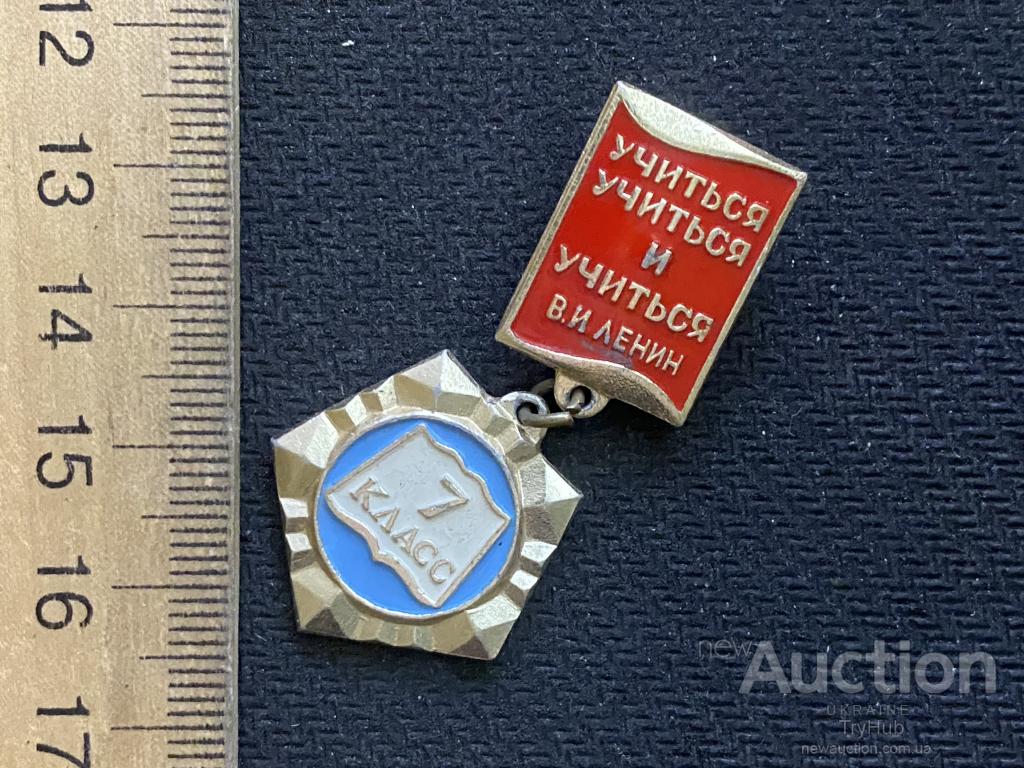 12
13
14
15
16
17
УЧИТЬСЯ
УЧИТЬСЯ
И
УЧИТЬСЯ
В.И ЛЕНИН
7
КЛАСС
newAuction
UKRAINE
TryHub
newauction.com.ua